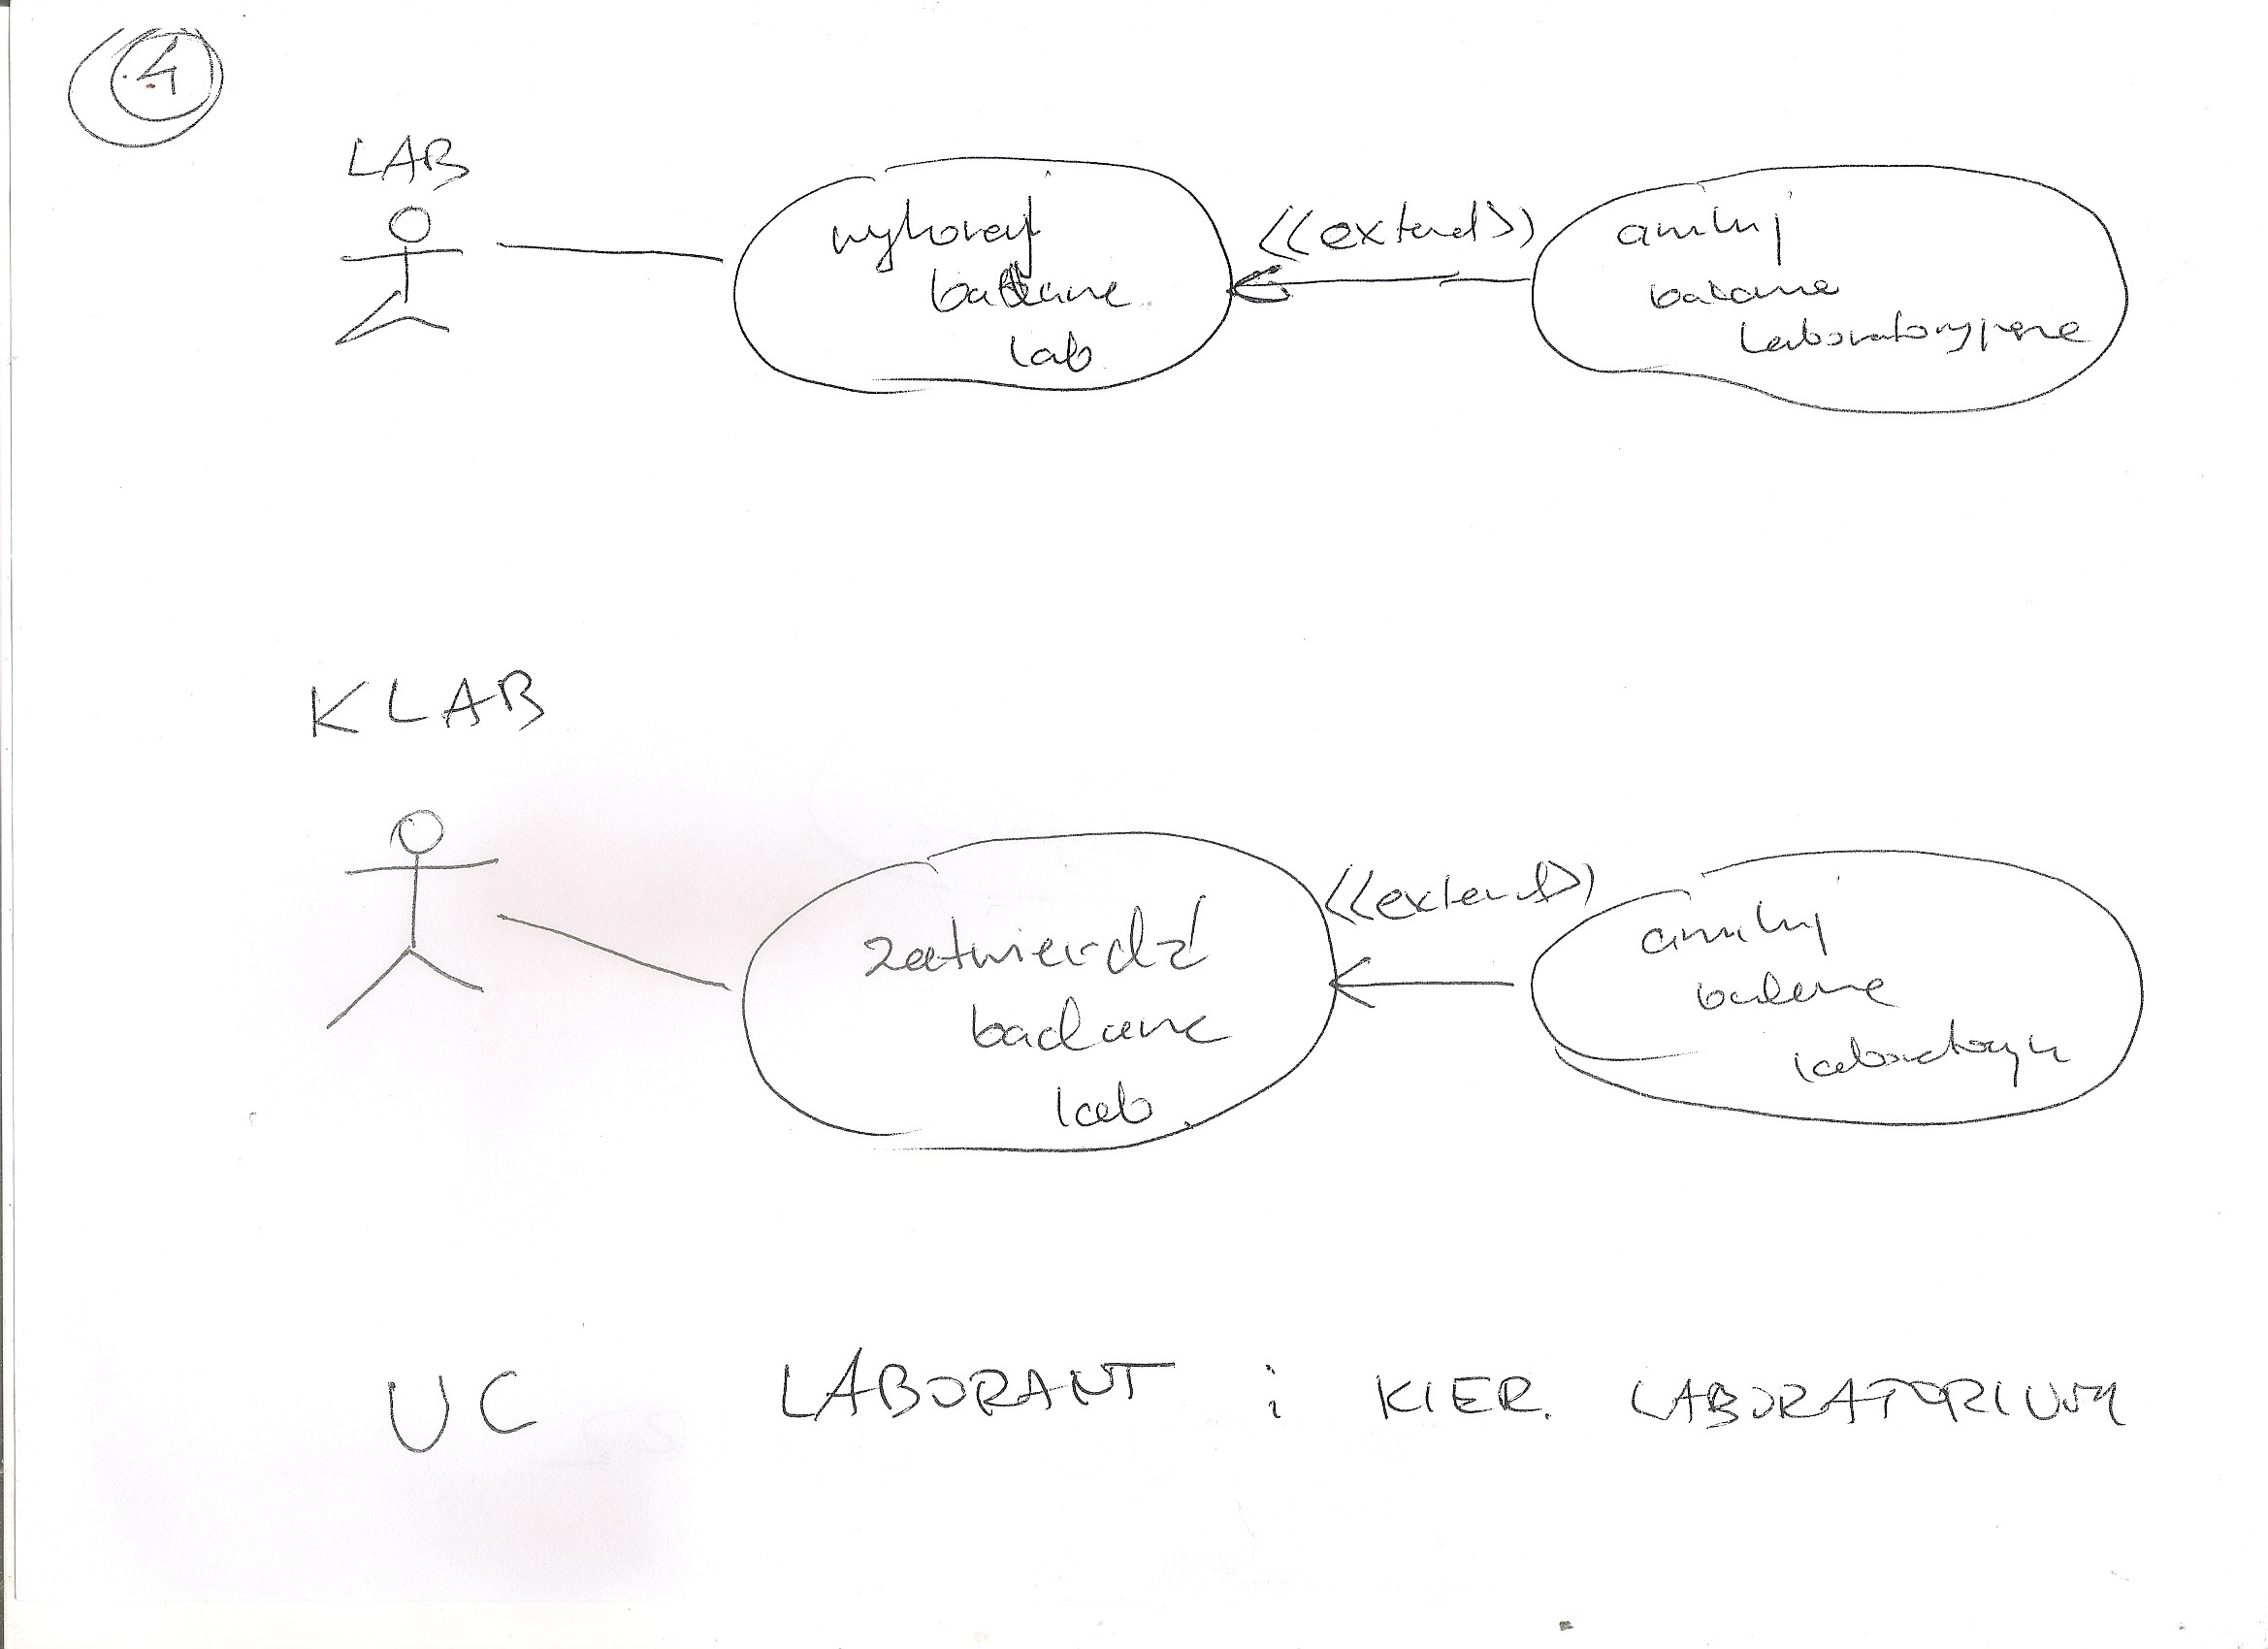 4
LAB
wykonaj
badanie
lab
<<extend>>
anuluj
badanie
laboratoryjne
KLAB
zatwierdź
badanie
lab
<<extend>>
anuluj
badanie
laboratoryjn
UC LABORANT i KIER. LABORATORIUM